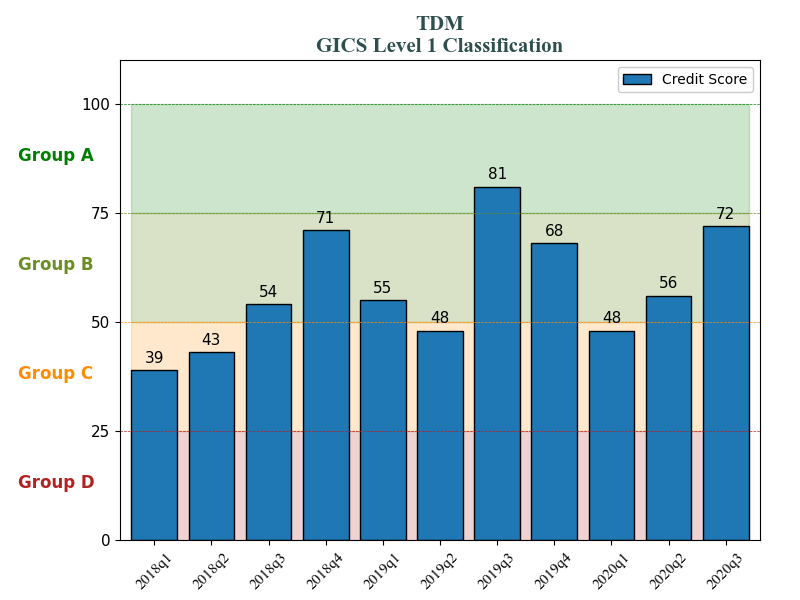 TDM
GICS Level 1 Classification
Credit Score
100
Group A
81
75
71
72
68
Group B
54
55
56
50
48
48
43
39
Group C
25
Group D
0
2018q1 2018q2 2018q3 2018q4 2019q1 2019q2 2019q3 2019q4 2020q1 2020q2 2020q3